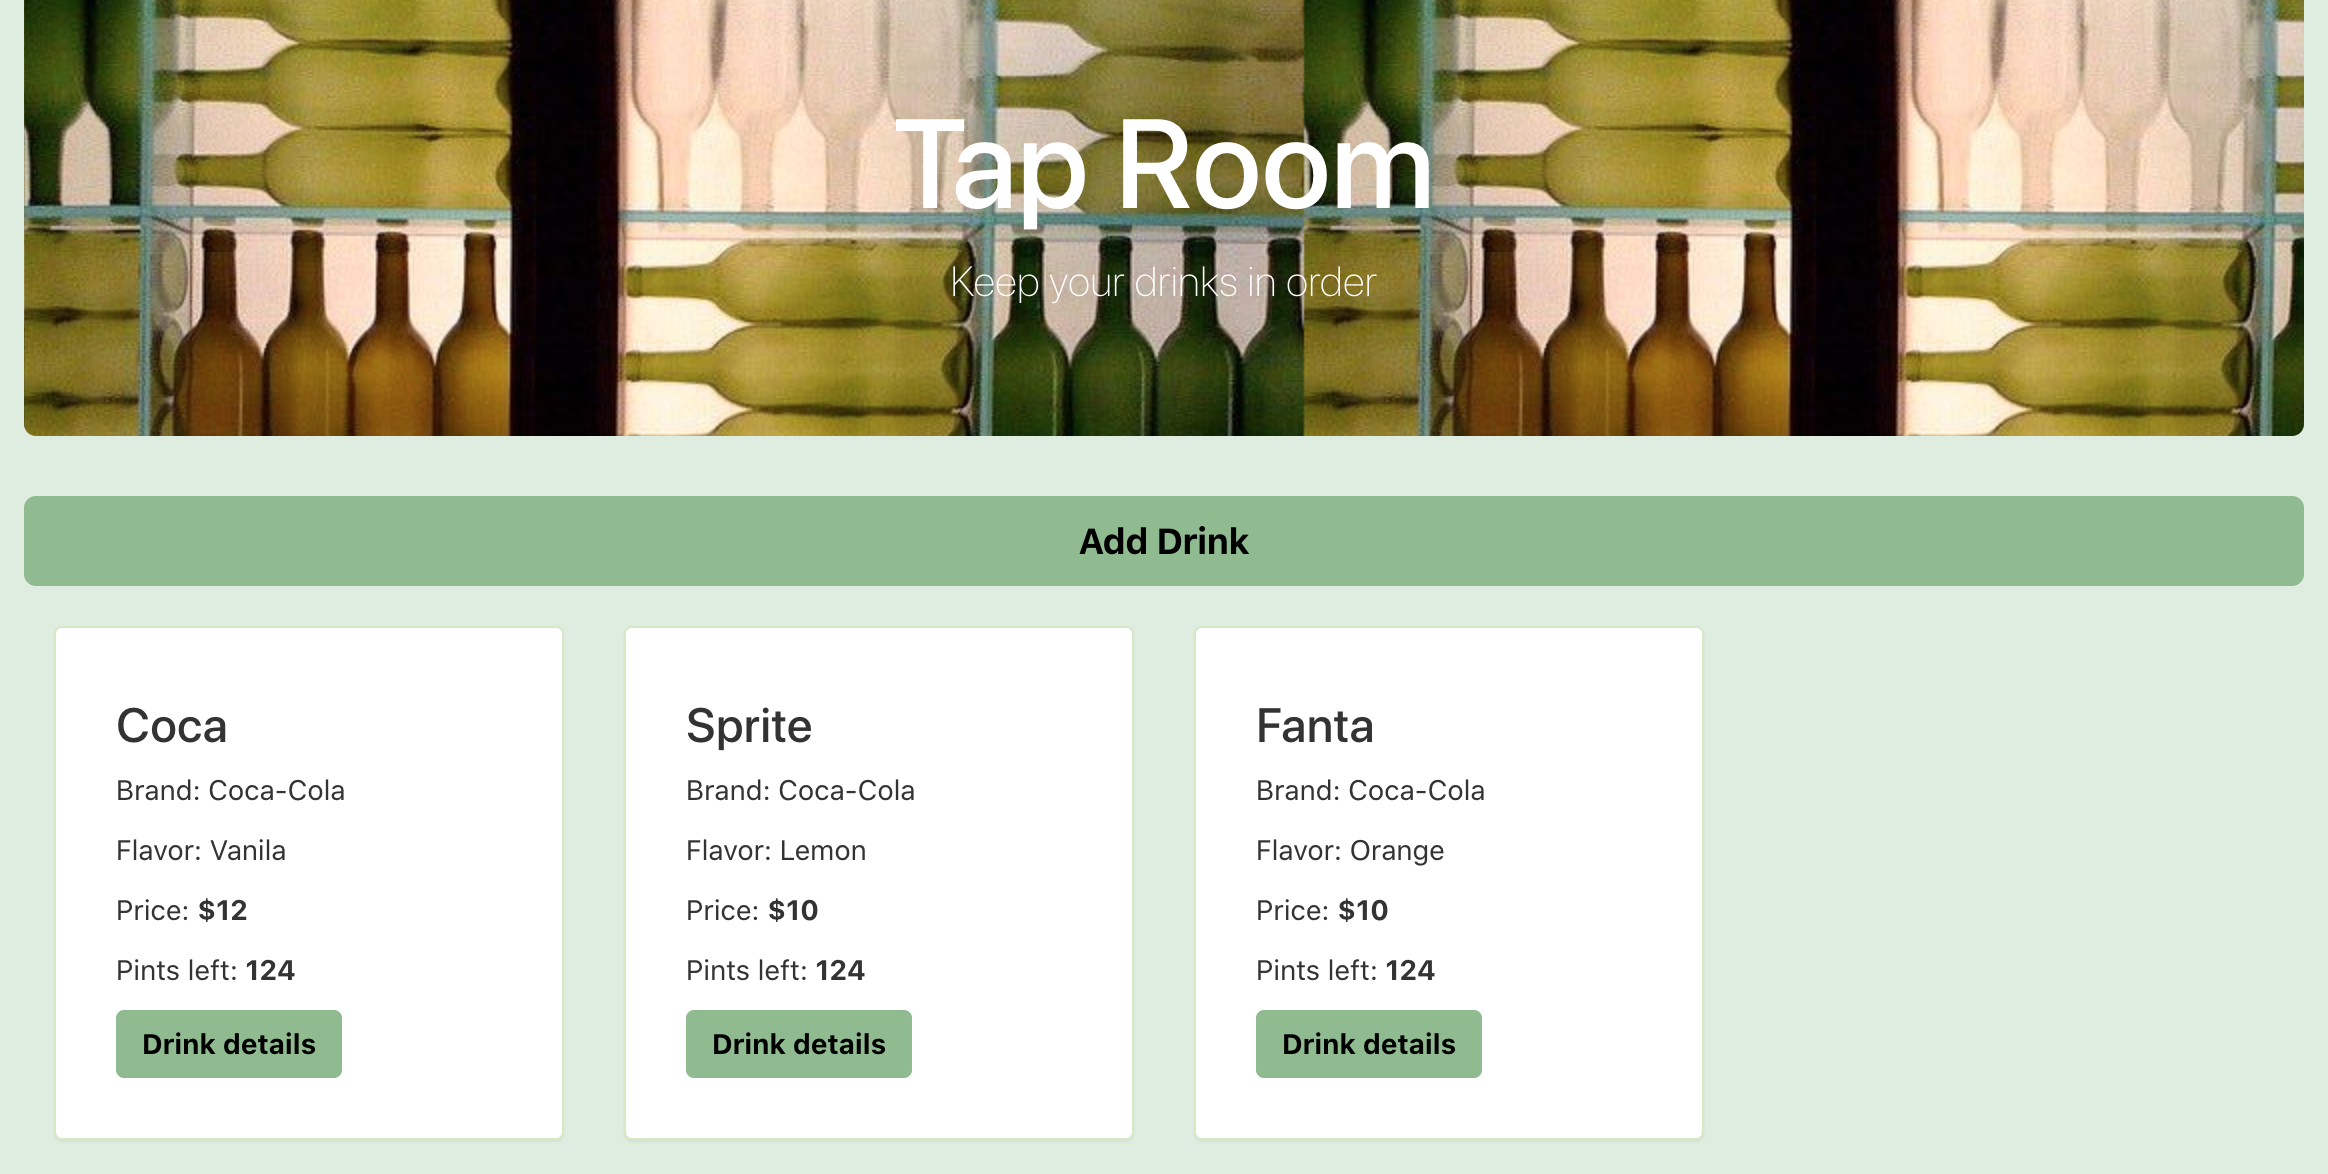 Tap Room
Keep your drinks in order
Add Drink
Coca
Brand: Coca-Cola
Flavor: Vanila
Price: $12
Pints left: 124
Drink details
Sprite
Brand: Coca-Cola
Flavor: Lemon
Price: $10
Pints left: 124
Drink details
Fanta
Brand: Coca-Cola
Flavor: Orange
Price: $10
Pints left: 124
Drink details